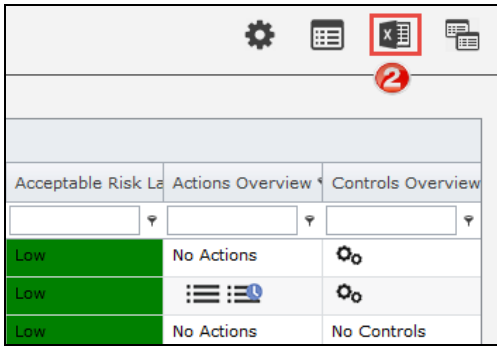 X
2
Acceptable Risk La Actions Overview Controls Overview
Low No Actions
Low
Low No Actions No Controls